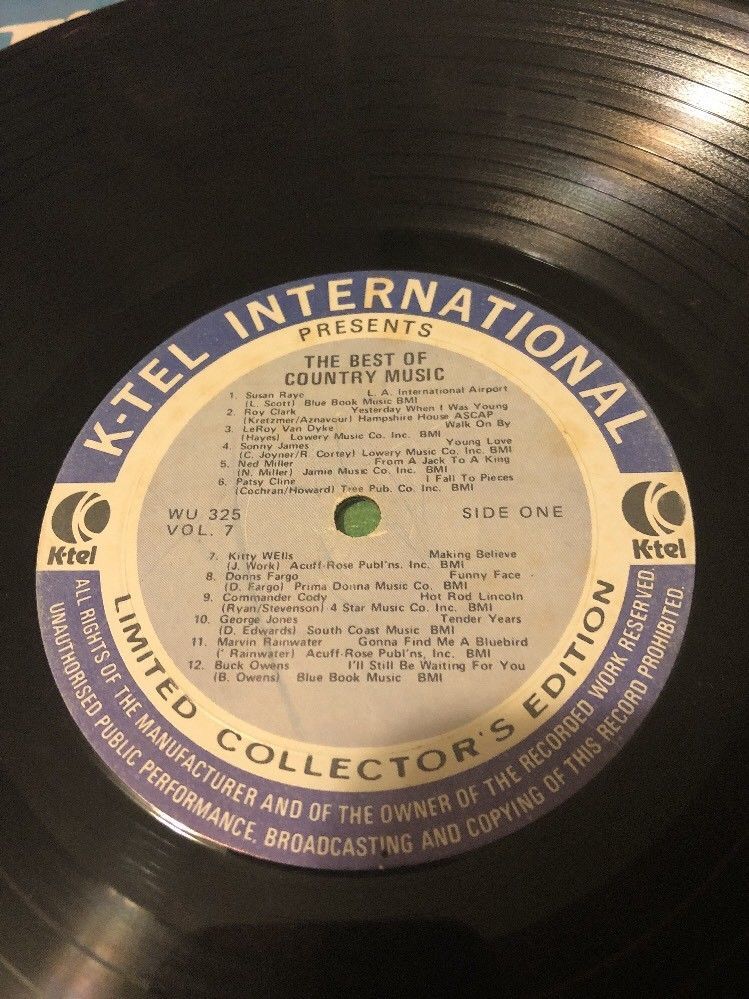 K-TEL INTERNATIONAL
PRESENTS
THE BEST OF
COUNTRY MUSIC
1. Susan Raye L. A. International Airport
(L. Scott) Blue Book Music BMI
2. Roy Clark Yesterday When I Was Young
(Kretzmer/Aznavour) Hampshire House ASCAP
3. LeRoy Van Dyke Walk On By
(Hayes) Lowery Music Co. Inc. BMI
4. Sonny James Young Love
(C. Joyner/R. Cortey) Lowery Music Co. Inc. BMI
5. Ned Miller From A Jack To A King
(N. Miller) Jamie Music Co. Inc. BMI
6. Patsy Cline I Fall To Pieces
(Cochran/Howard) Tree Pub. Co. Inc. BMI
WU 325 SIDE ONE
VOL. 7
K-tel K-tel
7. Kitty WElls Making Believe
(J. Work) Acuff-Rose Publ'ns. Inc. BMI
8. Donns Fargo Funny Face
(D. Fargo) Prima Donna Music Co. BMI
9. Commander Cody Hot Rod Lincoln
(Ryan/Stevenson) 4 Star Music Co. Inc. BMI
10. George Jones Tender Years
(D. Edwards) South Coast Music BMI
11. Marvin Rainwater Gonna Find Me A Bluebird
(' Rainwater) Acuff-Rose Publ'ns, Inc. BMI
12. Buck Owens I'll Still Be Waiting For You
(B. Owens) Blue Book Music BMI
LIMITED COLLECTOR'S EDITION
ALL RIGHTS OF THE MANUFACTURER AND OF THE OWNER OF THE RECORDED WORK RESERVED.
UNAUTHORISED PUBLIC PERFORMANCE, BROADCASTING AND COPYING OF THIS RECORD PROHIBITED.